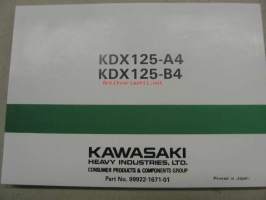 KDX125-A4
KDX125-B4
KAWASAKI
HEAVY INDUSTRIES, LTD.
CONSUMER PRODUCTS & COMPONENTS GROUP
Part No. 99922-1671-01
Printed in Japan